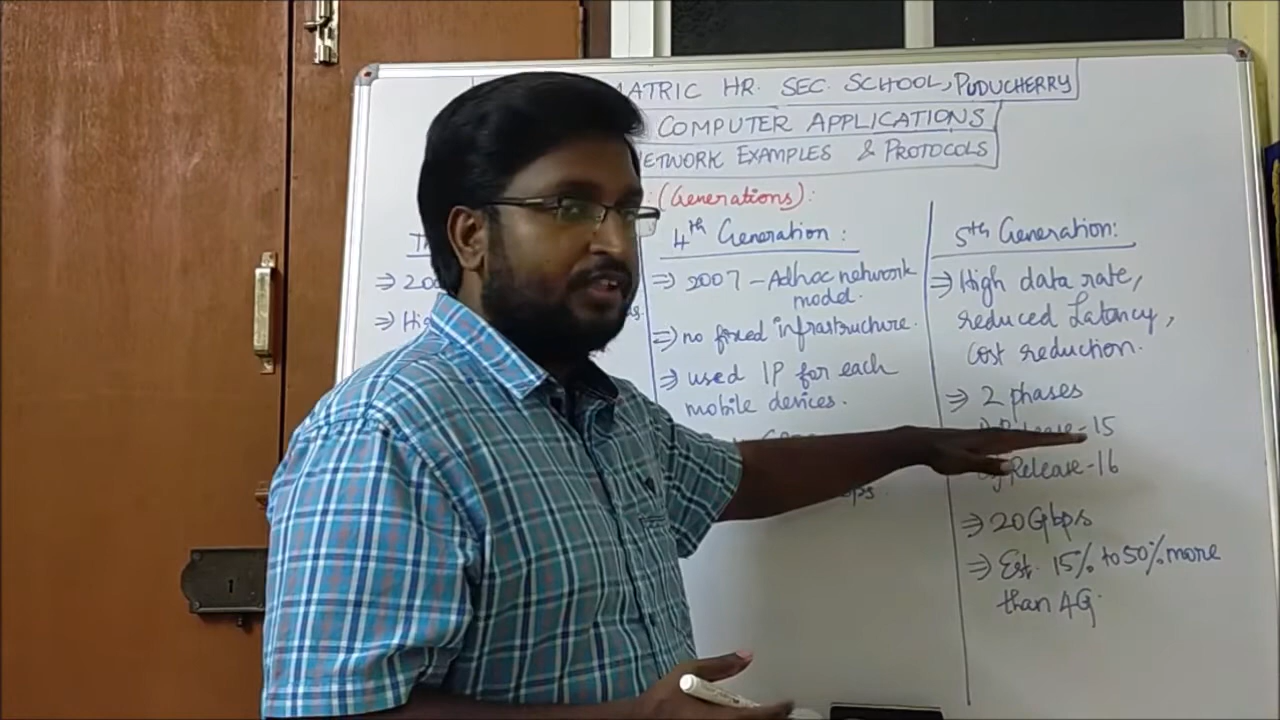 MATRIC HR. SEC. SCHOOL, PUDUCHERRY
COMPUTER APPLICATIONS
NETWORK EXAMPLES & PROTOCOLS
(Generations):
4th Generation:
⇒ 2007 - Adhoc network
model.
⇒ no fixed infrastructure.
⇒ used IP for each
mobile devices.
5th Generation:
⇒ High data rate,
reduced Latancy,
Cost reduction.
⇒ 2 phases
Release-15
Release-16
⇒ 20Gbps
⇒ Est. 15% to 50% more
than 4G.